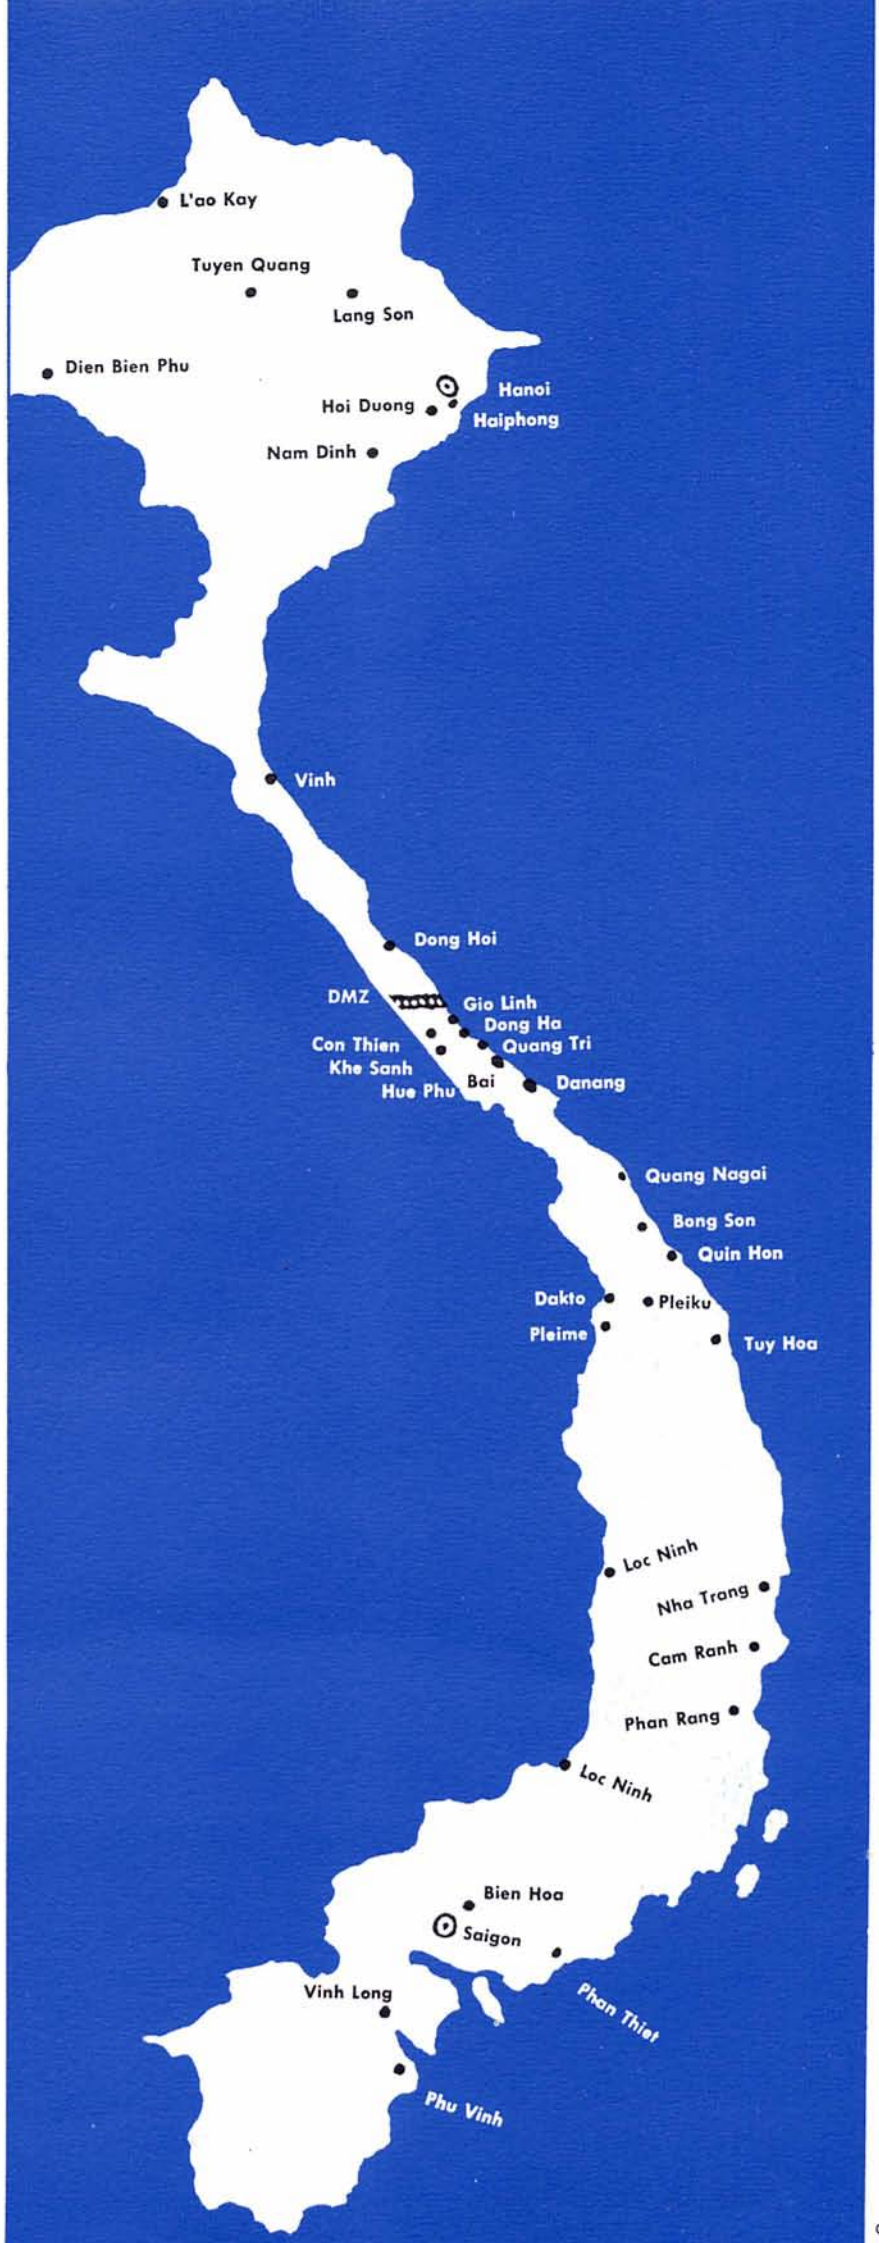 L'ao Kay
Tuyen Quang
Lang Son
Dien Bien Phu
Hanoi
Hoi Duong
Haiphong
Nam Dinh
Vinh
Dong Hoi
DMZ
Gio Linh
Dong Ha
Con Thien
Quang Tri
Khe Sanh
Hue Phu Bai
Danang
Quang Nagai
Bong Son
Quin Hon
Dakto
Pleiku
Pleime
Tuy Hoa
Loc Ninh
Nha Trang
Cam Ranh
Phan Rang
Loc Ninh
Bien Hoa
Saigon
Vinh Long
Phan Thiet
Phu Vinh